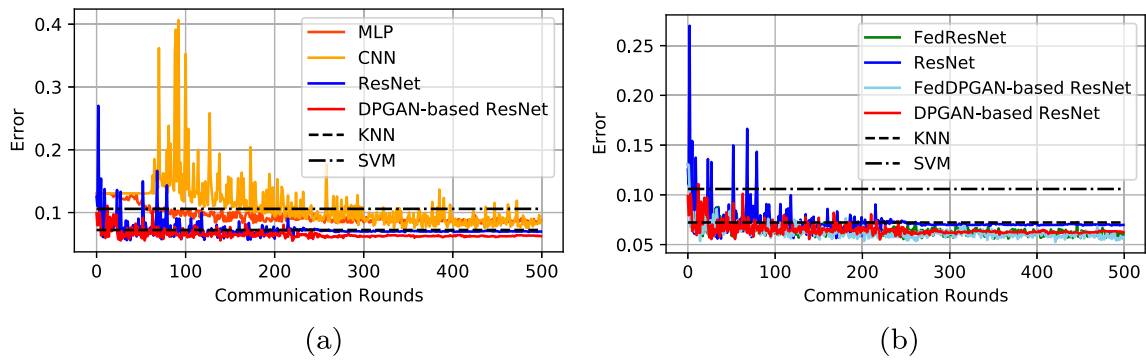 0.4
0.3
0.2
0.1
Error
0
100
200
300
400
500
Communication Rounds
MLP
CNN
ResNet
DPGAN-based ResNet
KNN
SVM
(a)
0.25
0.20
0.15
0.10
0.05
Error
0
100
200
300
400
500
Communication Rounds
FedResNet
ResNet
FedDPGAN-based ResNet
DPGAN-based ResNet
KNN
SVM
(b)